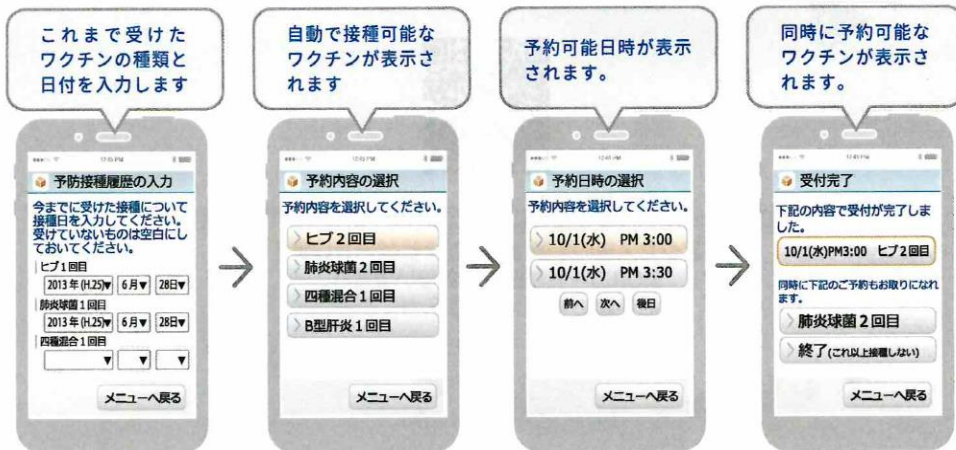 これまで受けた
ワクチンの種類と
日付を入力します
自動で接種可能な
ワクチンが表示さ
れます
予約可能日時が表示
されます。
同時に予約可能な
ワクチンが表示さ
れます。
予防接種履歴の入力
今までに受けた接種について
接種日を入力してください。
受けていないものは空白にし
ておいてください。
ヒブ1回目
2013年(H.25)▼ 6月▼ 28日▼
肺炎球菌1回目
2013年(H.25)▼ 6月▼ 28日▼
四種混合1回目
▼ ▼ ▼
メニューへ戻る
予約内容の選択
予約内容を選択してください。
ヒブ2回目
肺炎球菌2回目
四種混合1回目
B型肝炎1回目
メニューへ戻る
予約日時の選択
予約内容を選択してください。
10/1(水) PM 3:00
10/1(水) PM 3:30
前へ 次へ 後日
メニューへ戻る
受付完了
下記の内容で受付が完了しま
した。
10/1(水)PM3:00 ヒブ2回目
同時に下記のご予約もお取りになれ
ます。
肺炎球菌2回目
終了(これ以上接種しない)
メニューへ戻る